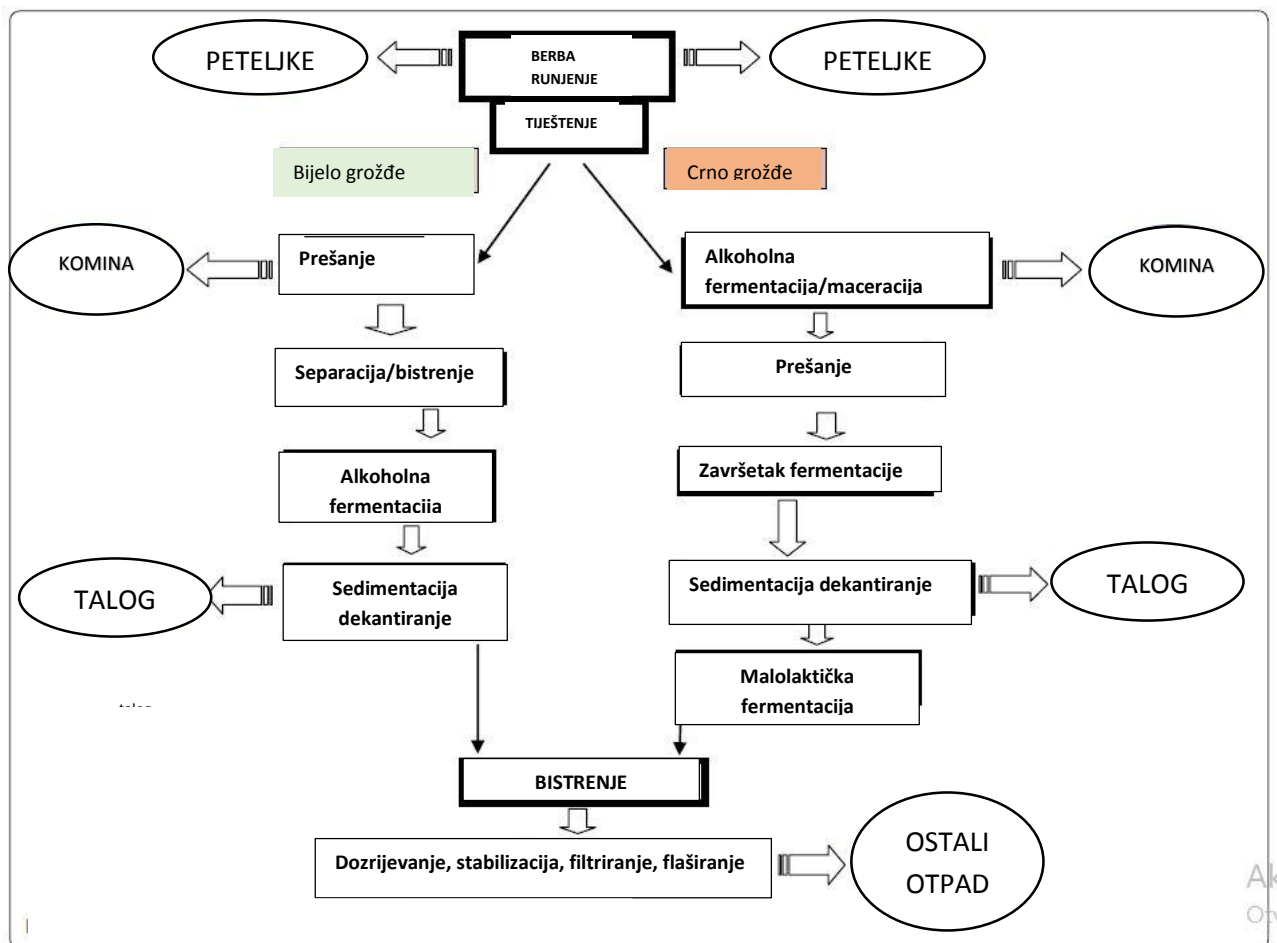 PETELJKE
BERBA
RUNJENJE
PETELJKE
TIJEŠTENJE
Bijelo grožđe
Crno grožđe
KOMINA
Prešanje
Alkoholna
fermentacija/maceracija
KOMINA
Separacija/bistrenje
Prešanje
Alkoholna
fermentacija
Završetak fermentacije
TALOG
Sedimentacija
dekantiranje
Sedimentacija dekantiranje
TALOG
Malolaktička
fermentacija
BISTRENJE
Dozrijevanje, stabilizacija, filtriranje, flaširanje
OSTALI
OTPAD